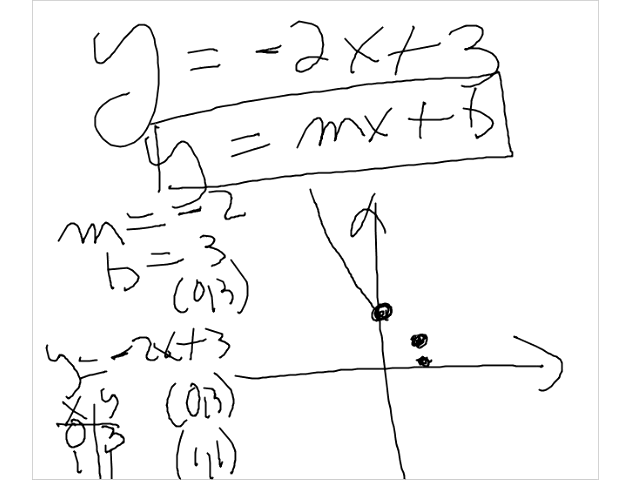 y = -2x+3
y = mx+b
m = -2
b = 3
(0,3)
y = -2x+3
x y
0 3
1 1
(0,3)
(1,1)